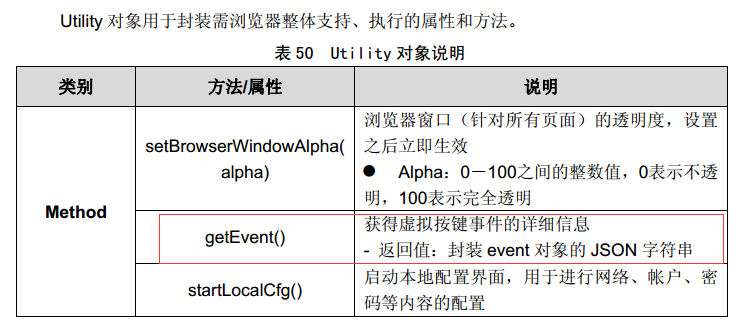 Utility 对象用于封装需浏览器整体支持、执行的属性和方法。
表 50 Utility 对象说明
类别 方法/属性 说明
Method
setBrowserWindowAlpha(
alpha)
浏览器窗口（针对所有页面）的透明度，设置
之后立即生效
● Alpha：0－100之间的整数值，0表示不透
明，100表示完全透明
getEvent()
获得虚拟按键事件的详细信息
- 返回值：封装 event 对象的 JSON 字符串
startLocalCfg()
启动本地配置界面，用于进行网络、帐户、密
码等内容的配置